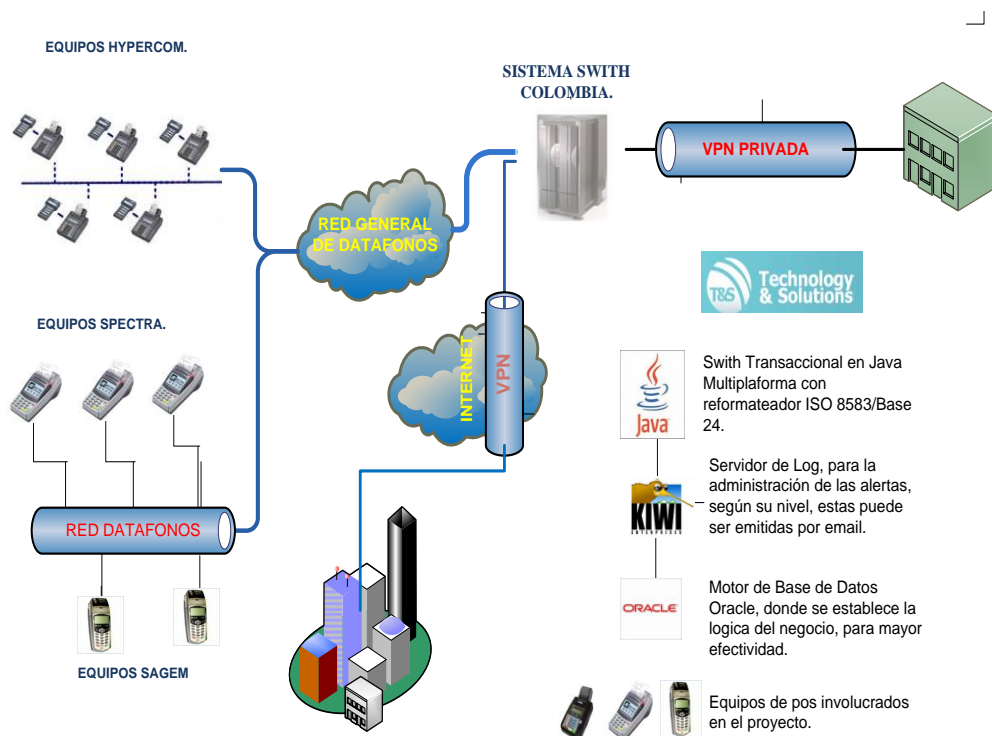 EQUIPOS HYPERCOM.
SISTEMA SWITH
COLOMBIA.
VPN PRIVADA
RED GENERAL
DE DATAFONOS
T&S Technology
& Solutions
EQUIPOS SPECTRA.
INTERNET
VPN
Java
Swith Transaccional en Java
Multiplaforma con
reformateador ISO 8583/Base
24.
KIWI
ENTERPRISES
Servidor de Log, para la
administración de las alertas,
según su nivel, estas puede
ser emitidas por email.
RED DATAFONOS
ORACLE
Motor de Base de Datos
Oracle, donde se establece la
logica del negocio, para mayor
efectividad.
EQUIPOS SAGEM
Equipos de pos involucrados
en el proyecto.